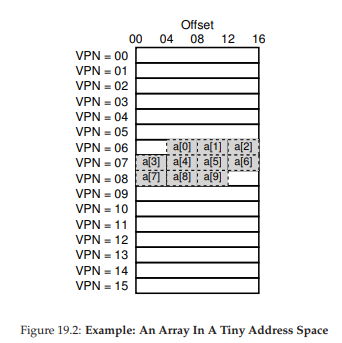 Offset
00 04 08 12 16
VPN = 00
VPN = 01
VPN = 02
VPN = 03
VPN = 04
VPN = 05
VPN = 06 a[0] a[1] a[2]
VPN = 07 a[3] a[4] a[5] a[6]
VPN = 08 a[7] a[8] a[9]
VPN = 09
VPN = 10
VPN = 11
VPN = 12
VPN = 13
VPN = 14
VPN = 15
Figure 19.2: Example: An Array In A Tiny Address Space